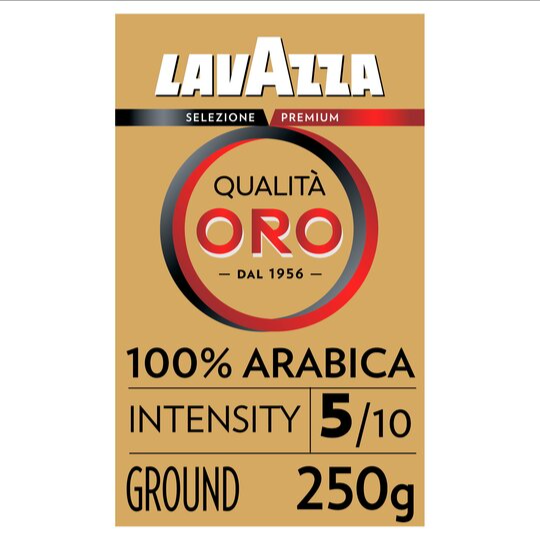 LAVAZZA
SELEZIONE PREMIUM
QUALITÀ
ORO
— DAL 1956 —
100% ARABICA
INTENSITY 5/10
GROUND 250g